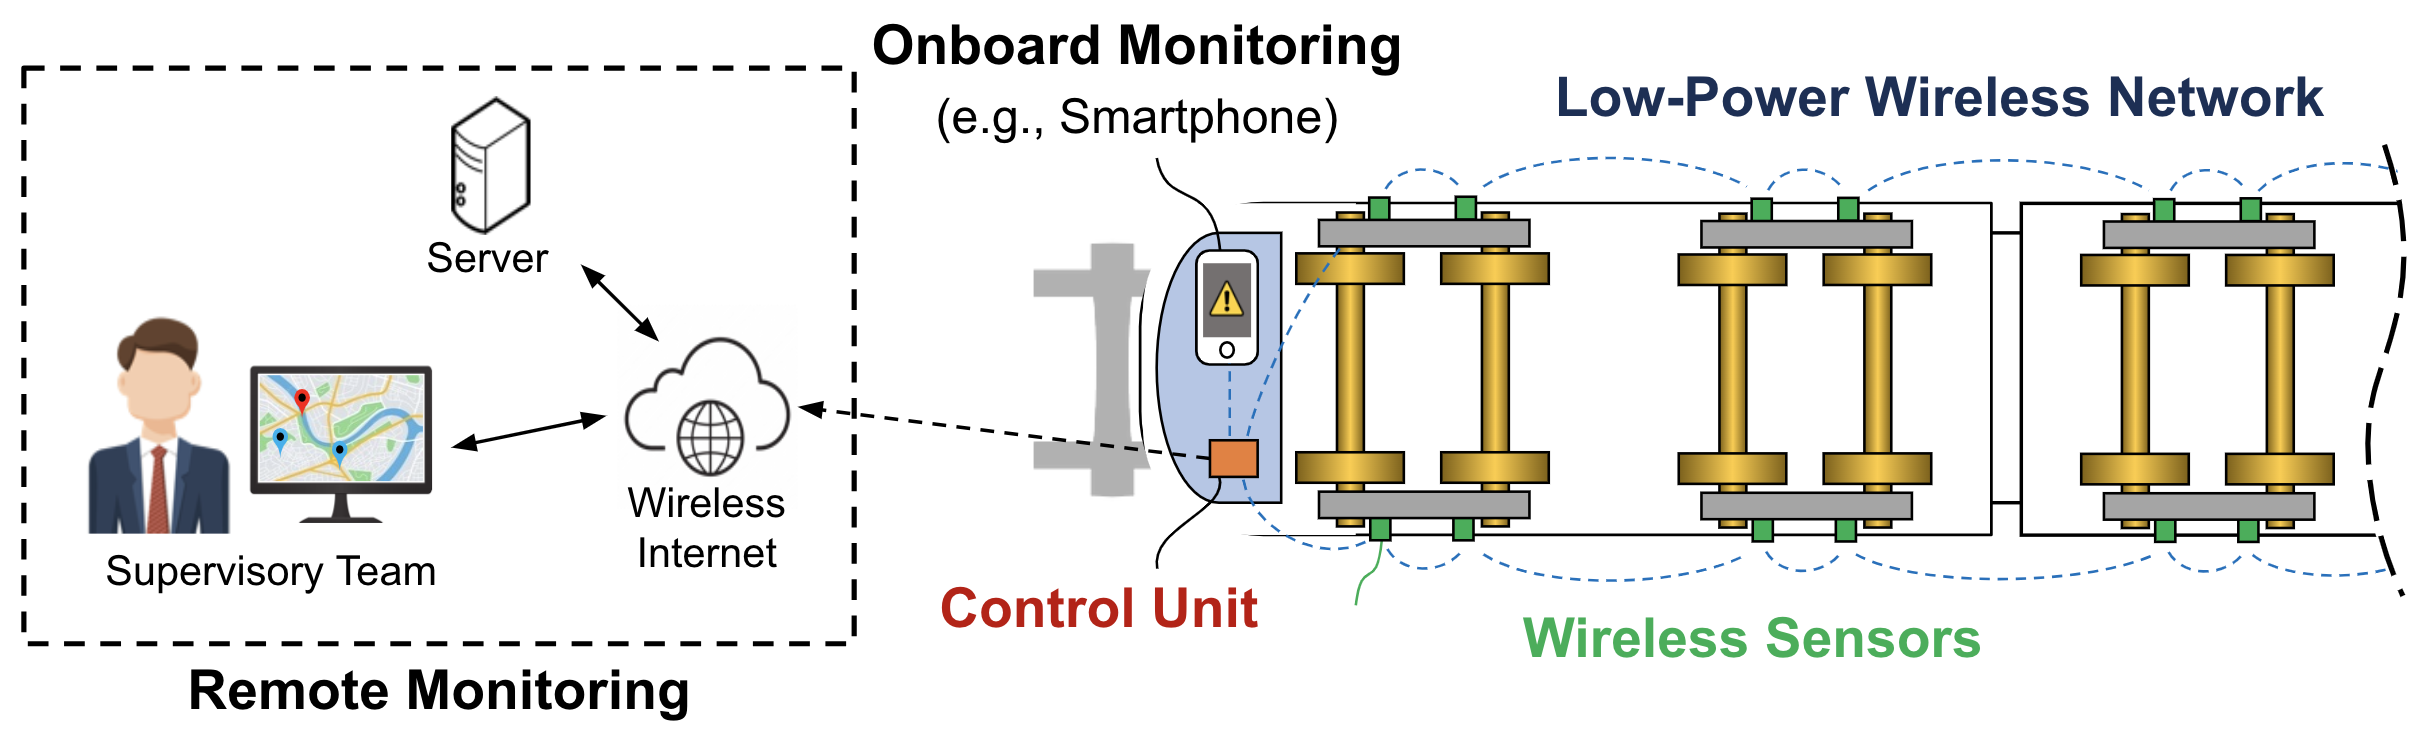 Onboard Monitoring
(e.g., Smartphone)
Low-Power Wireless Network
Server
Wireless
Internet
Supervisory Team
Control Unit
Wireless Sensors
Remote Monitoring